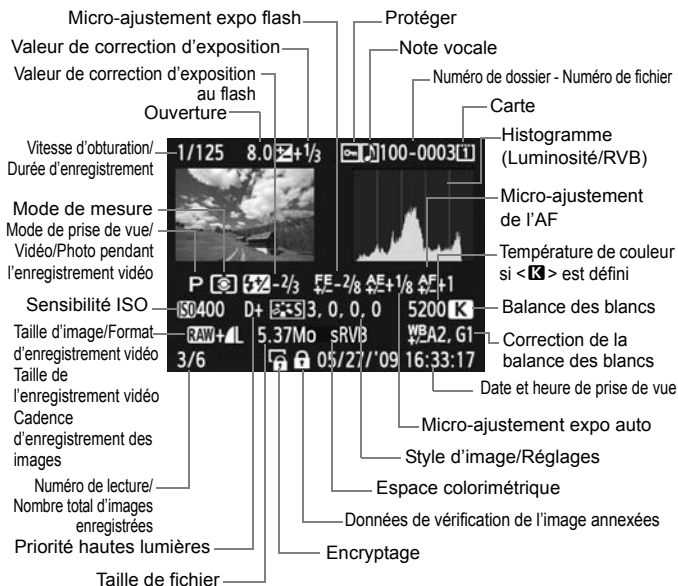 Micro-ajustement expo flash
Protéger
Valeur de correction d'exposition
Note vocale
Valeur de correction d'exposition
au flash
Numéro de dossier - Numéro de fichier
Ouverture
Carte
Vitesse d'obturation/
Durée d'enregistrement
Histogramme
(Luminosité/RVB)
1/125 8.0 +1/3 100-0003 1
Mode de mesure
Mode de prise de vue/
Vidéo/Photo pendant
l'enregistrement vidéo
Micro-ajustement
de l'AF
Température de couleur
si <K> est défini
P -2/3 FE-2/8 AE+1/8 AF+1
Sensibilité ISO
ISO400 D+ S 3, 0, 0, 0 5200 K
Balance des blancs
Taille d'image/Format
d'enregistrement vidéo
Taille de
l'enregistrement vidéo
Cadence
d'enregistrement des
images
RAW+L 5.37Mo sRVB WB A2, G1
Correction de la
balance des blancs
3/6 05/27/'09 16:33:17
Date et heure de prise de vue
Micro-ajustement expo auto
Style d'image/Réglages
Numéro de lecture/
Nombre total d'images
enregistrées
Espace colorimétrique
Données de vérification de l'image annexées
Priorité hautes lumières
Encryptage
Taille de fichier